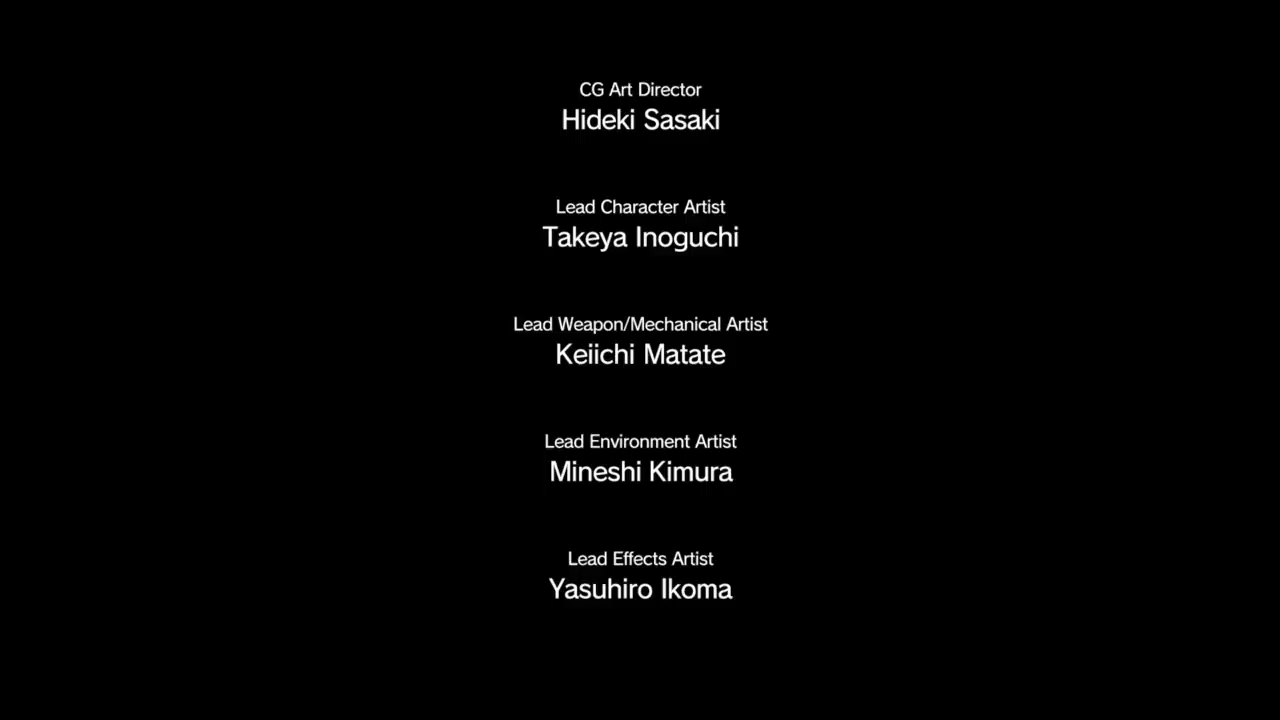 CG Art Director
Hideki Sasaki
Lead Character Artist
Takeya Inoguchi
Lead Weapon/Mechanical Artist
Keiichi Matate
Lead Environment Artist
Mineshi Kimura
Lead Effects Artist
Yasuhiro Ikoma